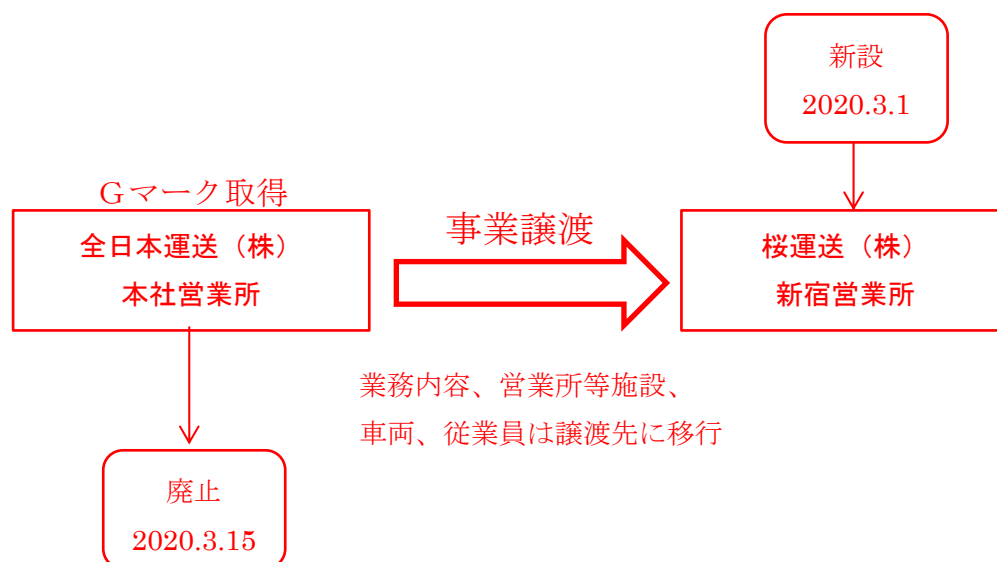 新設
2020.3.1
Gマーク取得
全日本運送（株）
本社営業所
事業譲渡
桜運送（株）
新宿営業所
業務内容、営業所等施設、
車両、従業員は譲渡先に移行
廃止
2020.3.15